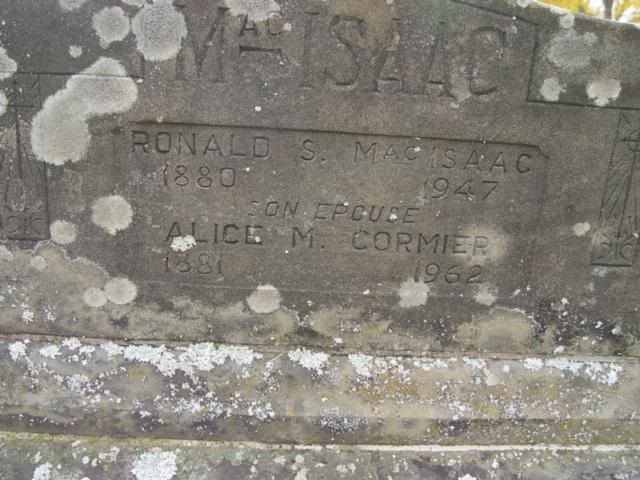 MacISAAC
RONALD S. MacISAAC
1880 1947
SON EPOUSE
ALICE M. CORMIER
1881 1962